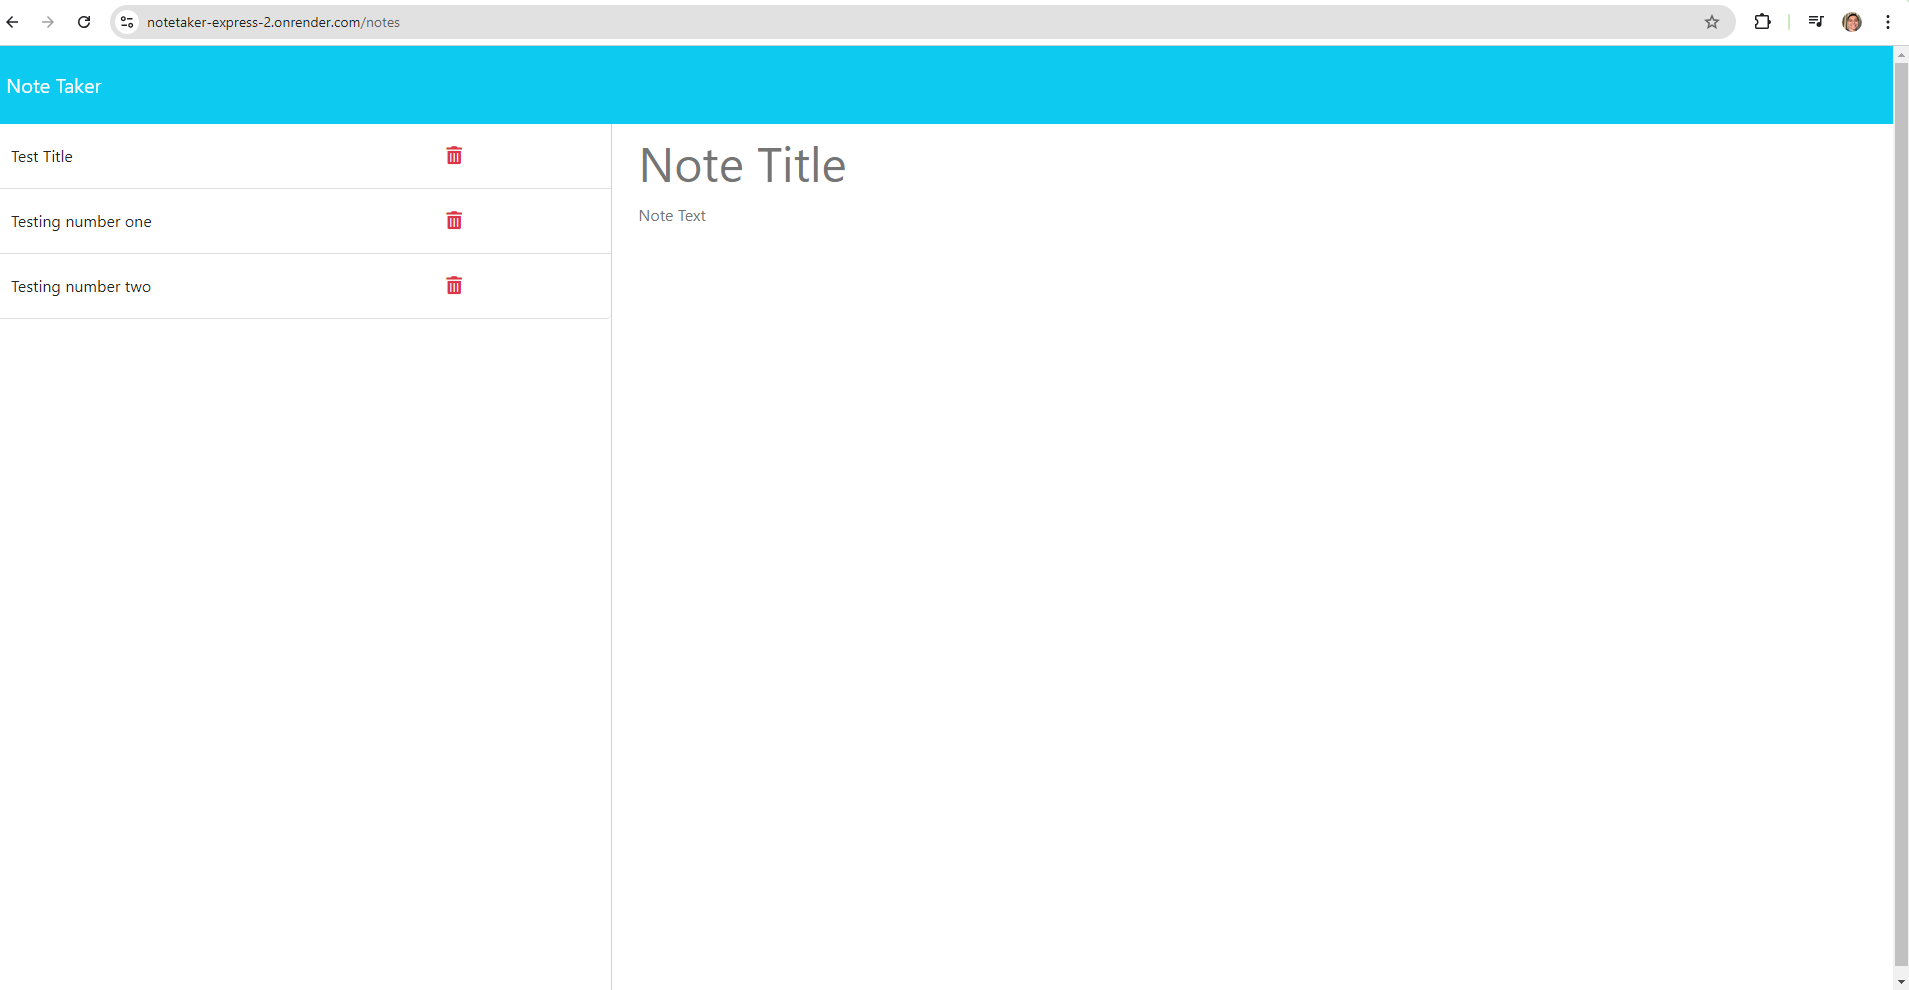 notetaker-express-2.onrender.com/notes
Note Taker
Test Title
Testing number one
Testing number two
Note Title
Note Text